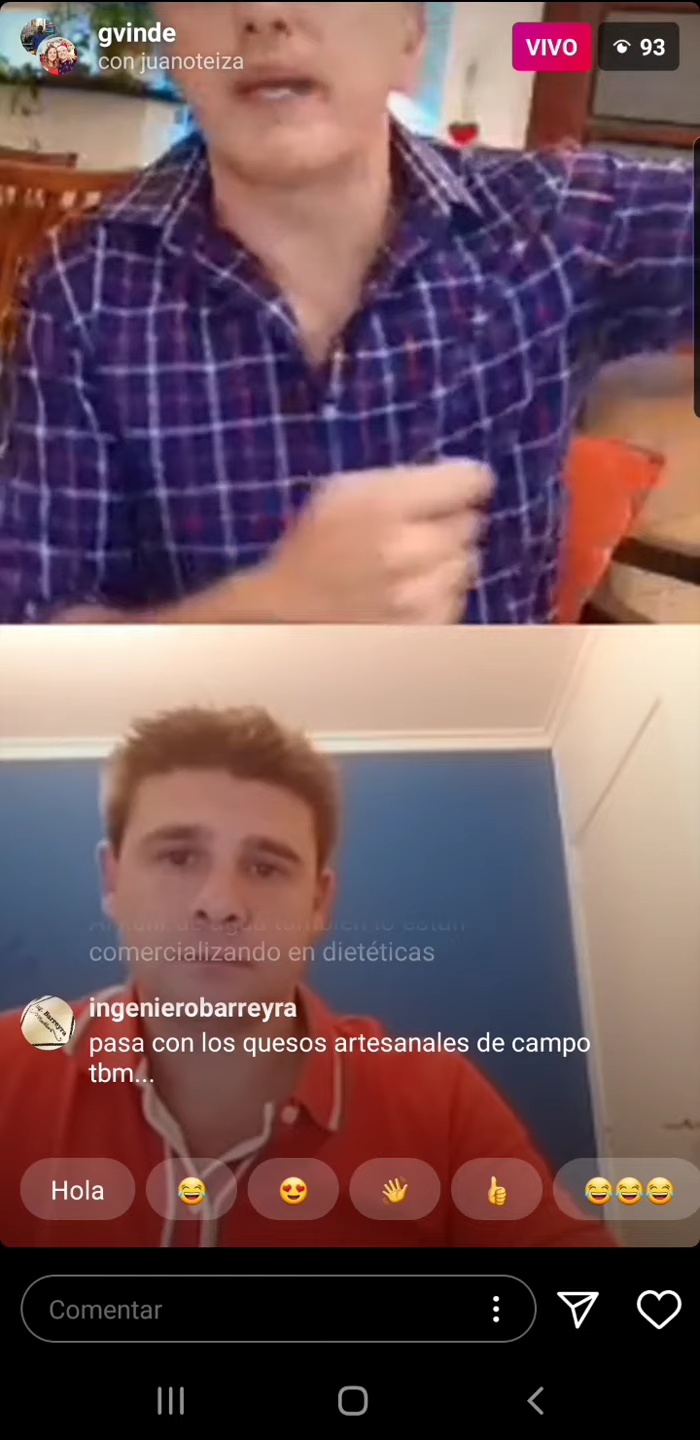 gvinde
con juanoteiza
VIVO
93
comercializando en dietéticas
ingenierobarreyra
pasa con los quesos artesanales de campo
tbm...
Hola
Comentar